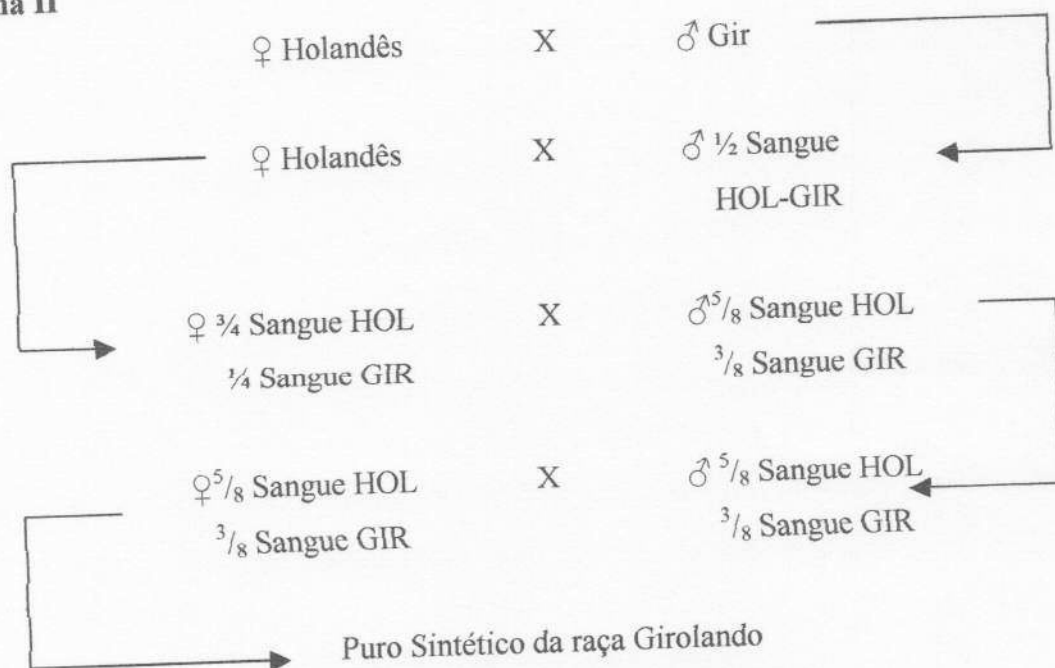 na II
♀ Holandês X ♂ Gir
♀ Holandês X ♂ ½ Sangue
HOL-GIR
♀ ¾ Sangue HOL X ♂ ⁵/₈ Sangue HOL
¼ Sangue GIR ³/₈ Sangue GIR
♀ ⁵/₈ Sangue HOL X ♂ ⁵/₈ Sangue HOL
³/₈ Sangue GIR ³/₈ Sangue GIR
Puro Sintético da raça Girolando